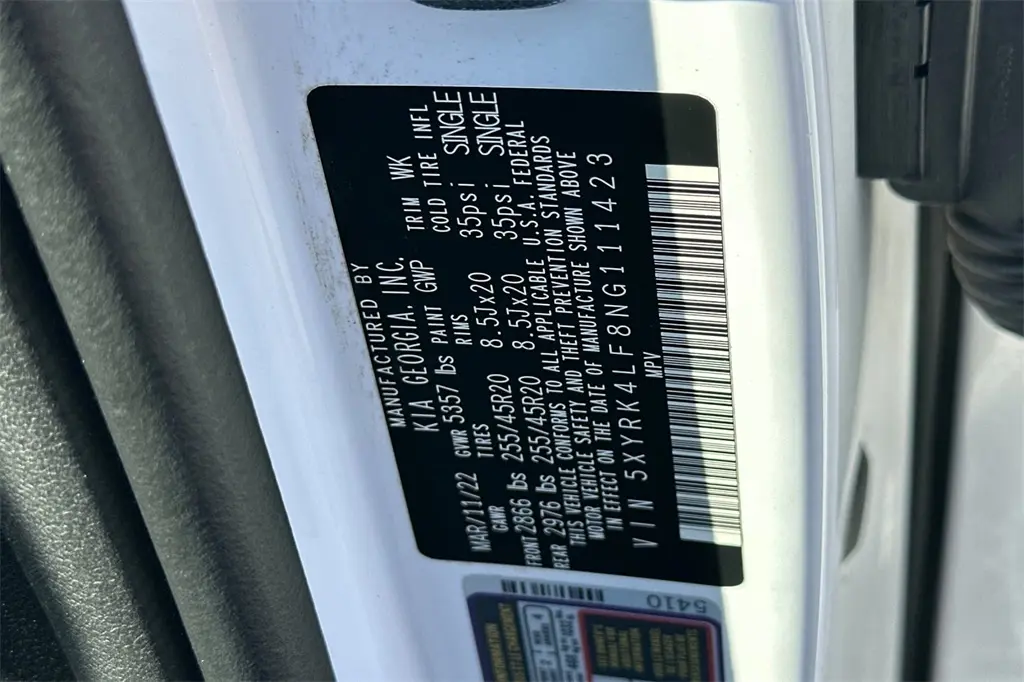 MANUFACTURED BY
KIA GEORGIA, INC.
MAR/11/22 GVWR 5357 lbs PAINT GWP TRIM WK
GAWR TIRES RIMS COLD TIRE INFL
FRONT 2866 lbs 255/45R20 8.5Jx20 35psi SINGLE
REAR 2976 lbs 255/45R20 8.5Jx20 35psi SINGLE
THIS VEHICLE CONFORMS TO ALL APPLICABLE U.S.A. FEDERAL
MOTOR VEHICLE SAFETY AND THEFT PREVENTION STANDARDS
IN EFFECT ON THE DATE OF MANUFACTURE SHOWN ABOVE
VIN 5XYRK4LF8NG111423
MPV
5410